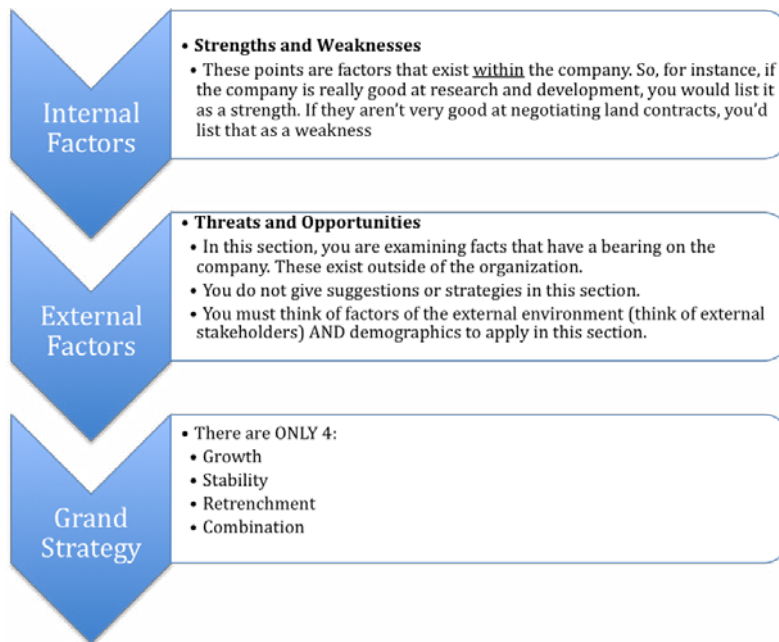 Internal
Factors
• Strengths and Weaknesses
• These points are factors that exist within the company. So, for instance, if
the company is really good at research and development, you would list it
as a strength. If they aren't very good at negotiating land contracts, you'd
list that as a weakness
External
Factors
• Threats and Opportunities
• In this section, you are examining facts that have a bearing on the
company. These exist outside of the organization.
• You do not give suggestions or strategies in this section.
• You must think of factors of the external environment (think of external
stakeholders) AND demographics to apply in this section.
Grand
Strategy
• There are ONLY 4:
• Growth
• Stability
• Retrenchment
• Combination